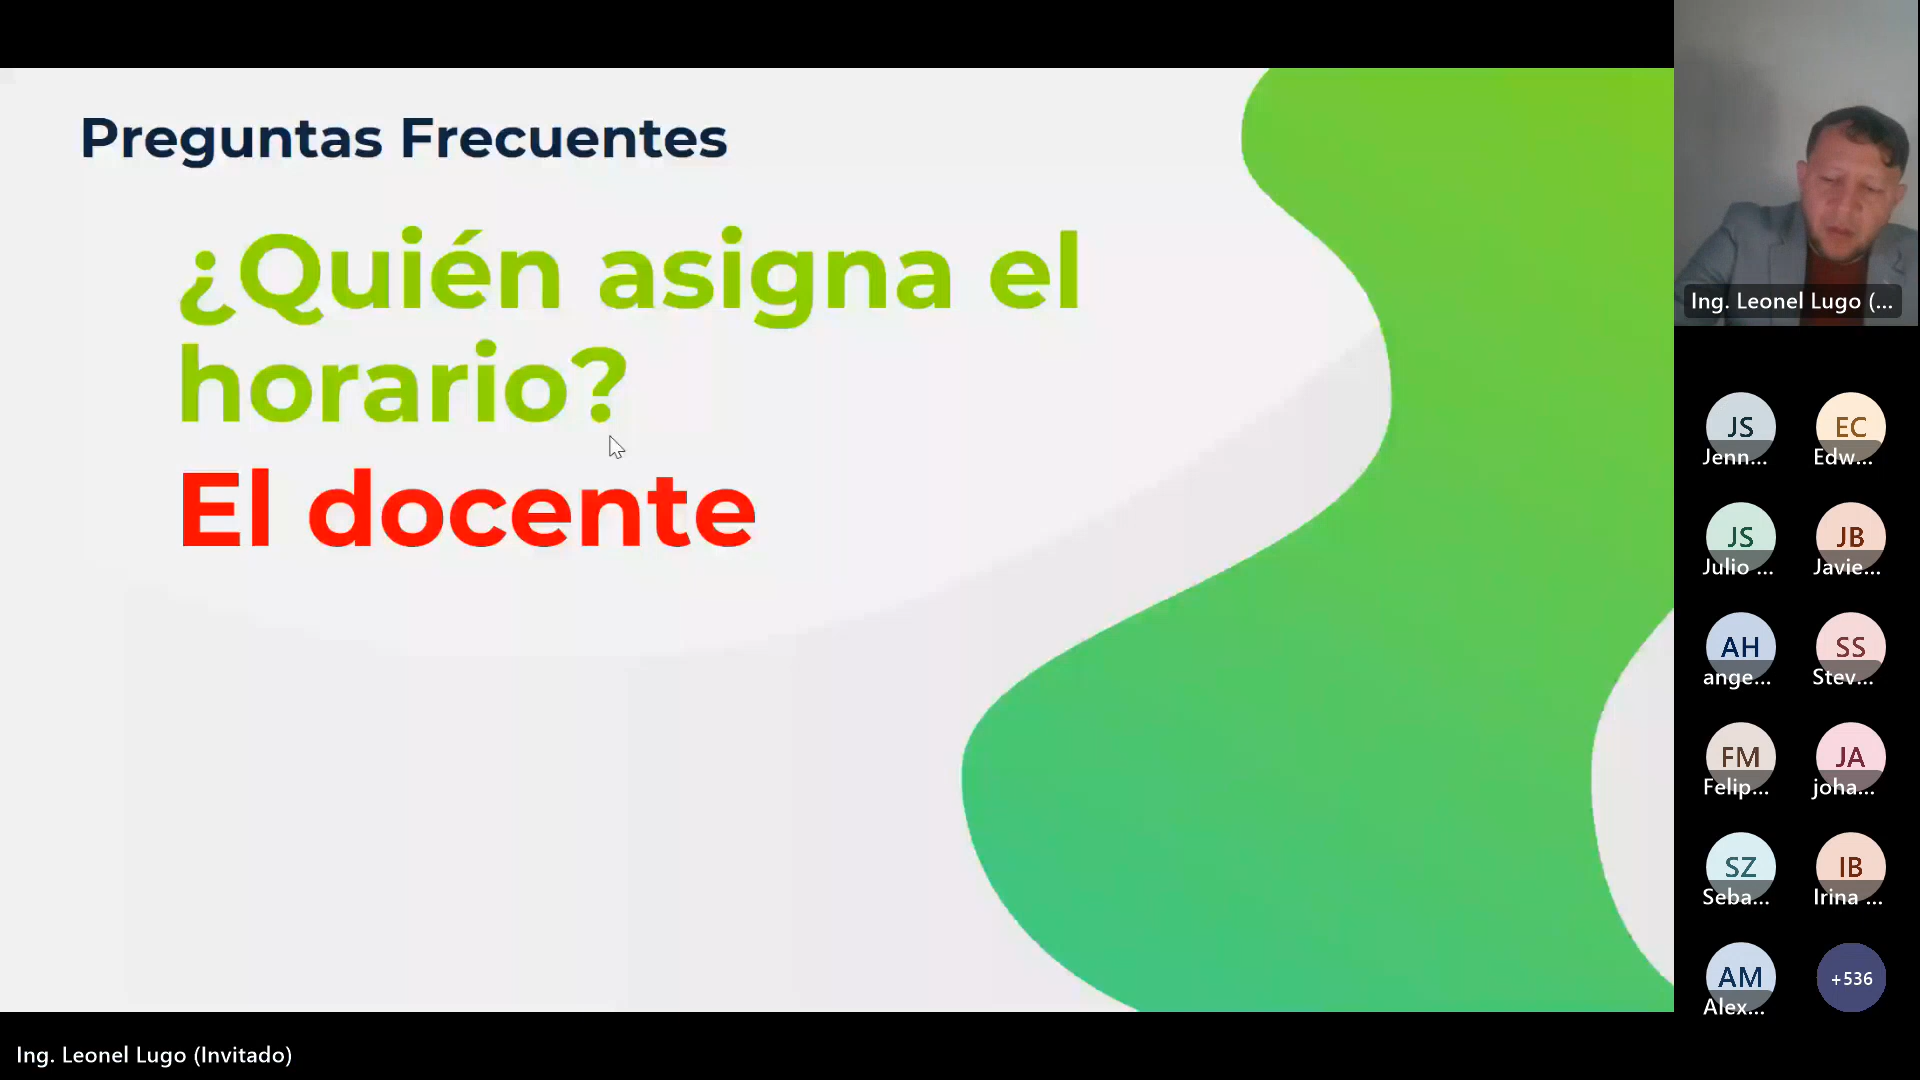 Preguntas Frecuentes
¿Quién asigna el
horario?
El docente
Ing. Leonel Lugo (...
JS
Jenn...
EC
Edw...
JS
Julio ...
JB
Javie...
AH
ange...
SS
Stev...
FM
Felip...
JA
joha...
SZ
Seba...
IB
Irina ...
AM
Alex...
+536
Ing. Leonel Lugo (Invitado)